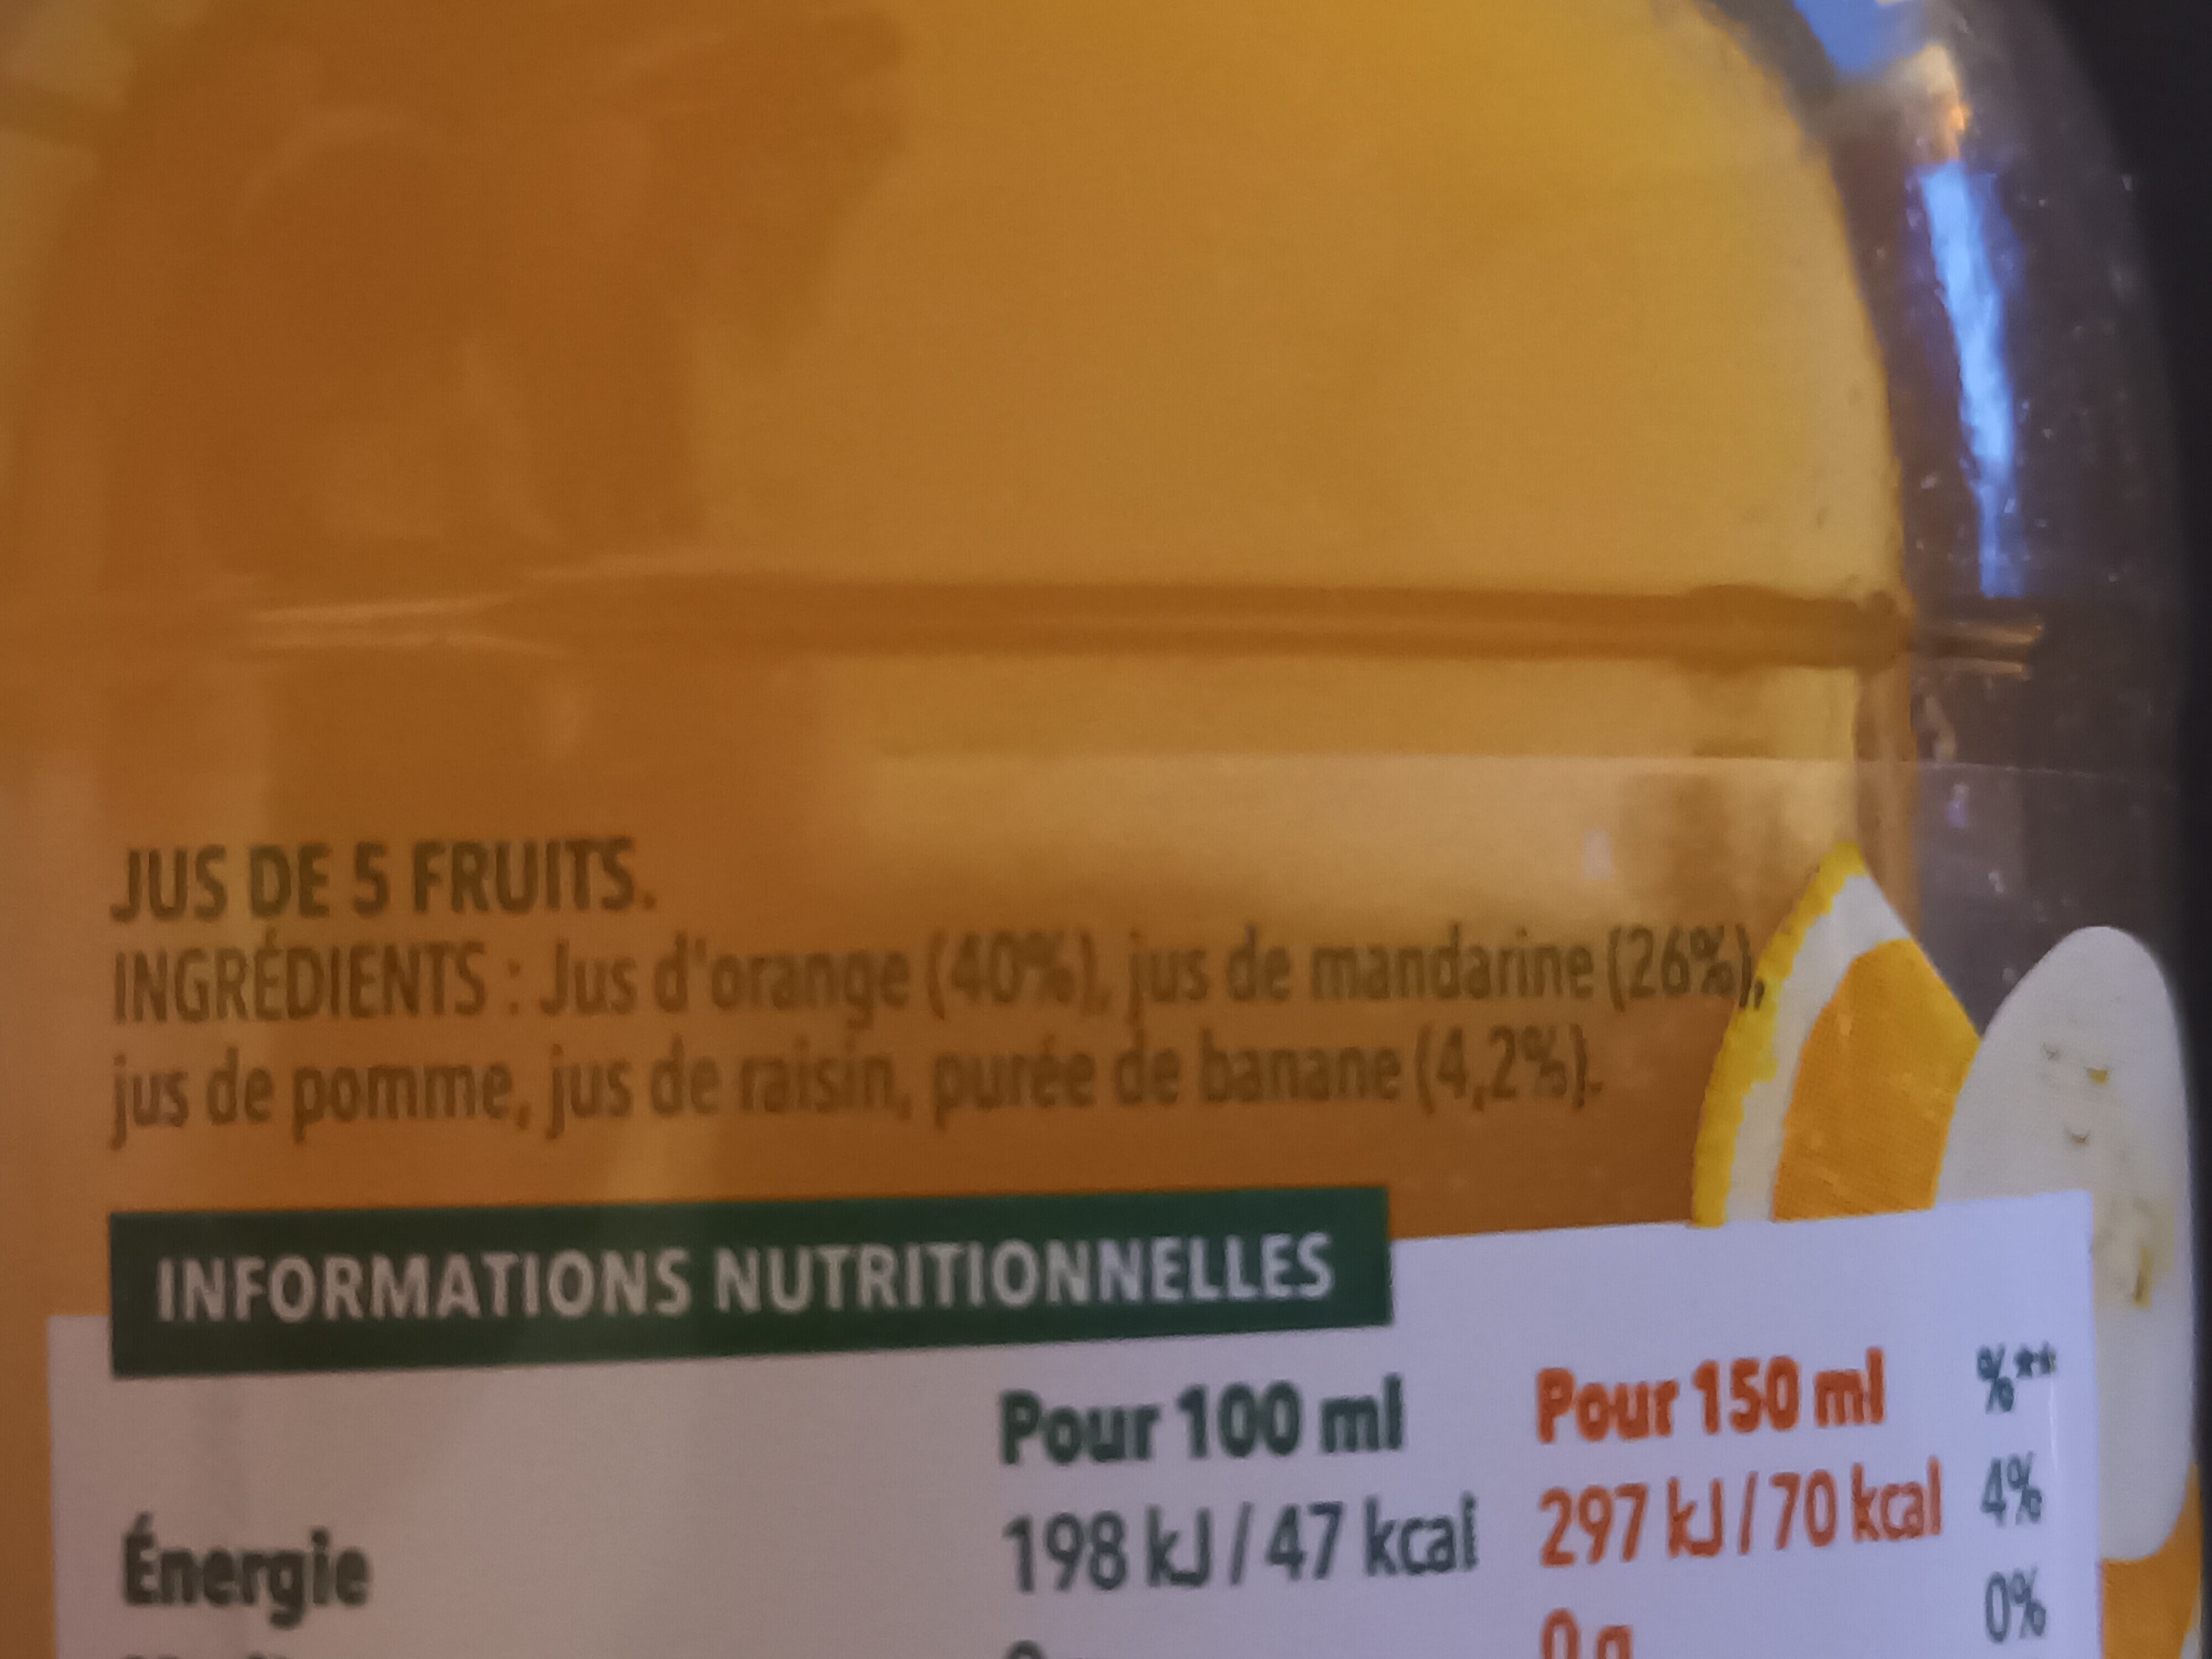 JUS DE 5 FRUITS.
INGRÉDIENTS : Jus d'orange (40%), jus de mandarine (26%),
jus de pomme, jus de raisin, purée de banane (4,2%).
INFORMATIONS NUTRITIONNELLES
Pour 100 ml Pour 150 ml %**
Énergie 198 kJ / 47 kcal 297 kJ / 70 kcal 4%
0 g 0%